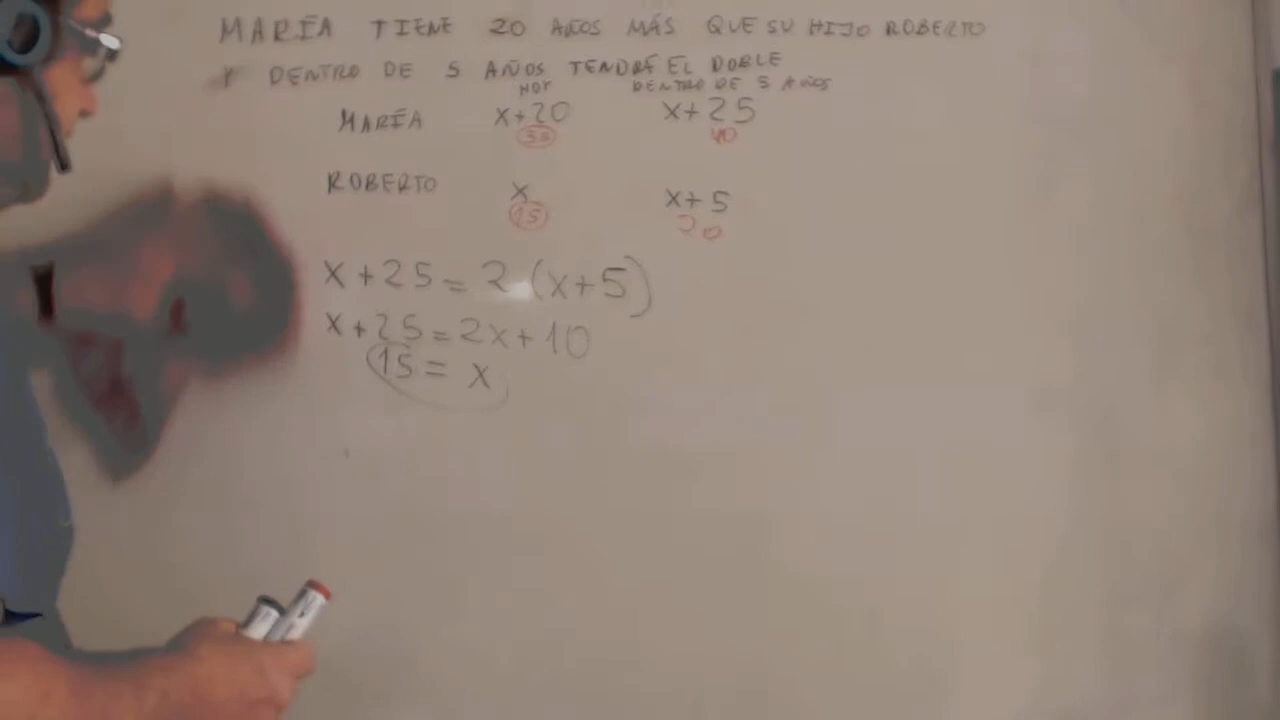 MARÍA TIENE 20 AÑOS MÁS QUE SU HIJO ROBERTO
Y DENTRO DE 5 AÑOS TENDRÁ EL DOBLE
HOY DENTRO DE 5 AÑOS
MARÍA x+20 x+25
35 40
ROBERTO x x+5
15 20
x+25=2(x+5)
x+25=2x+10
15=x